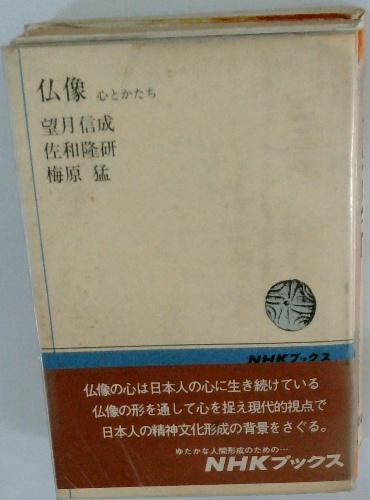 仏像 心とかたち
望月信成
佐和隆研
梅原 猛
NHKブックス
仏像の心は日本人の心に生き続けている
仏像の形を通して心を捉え現代的視点で
日本人の精神文化形成の背景をさぐる。
ゆたかな人間形成のための…
NHKブックス